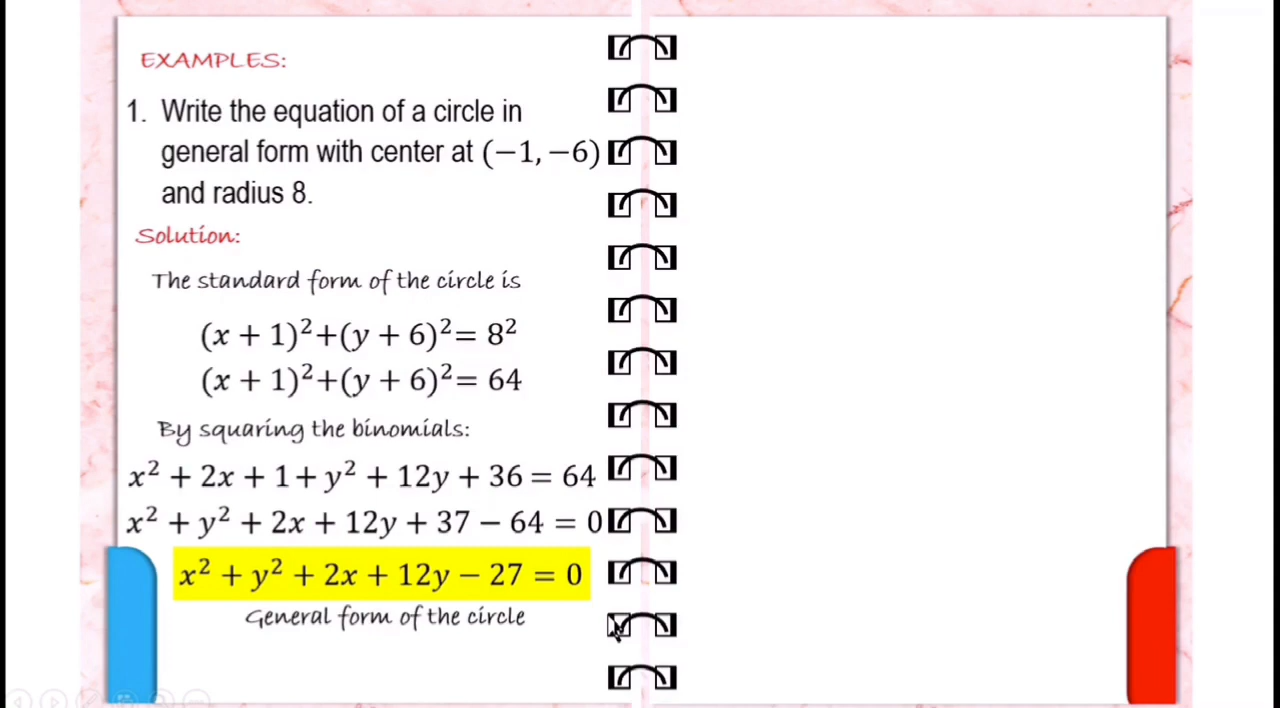 EXAMPLES:
1. Write the equation of a circle in
general form with center at (−1, −6)
and radius 8.
Solution:
The standard form of the circle is
(x + 1)²+(y + 6)²= 8²
(x + 1)²+(y + 6)²= 64
By squaring the binomials:
x² + 2x + 1+ y² + 12y + 36 = 64
x² + y² + 2x + 12y + 37 − 64 = 0
x² + y² + 2x + 12y − 27 = 0
General form of the circle